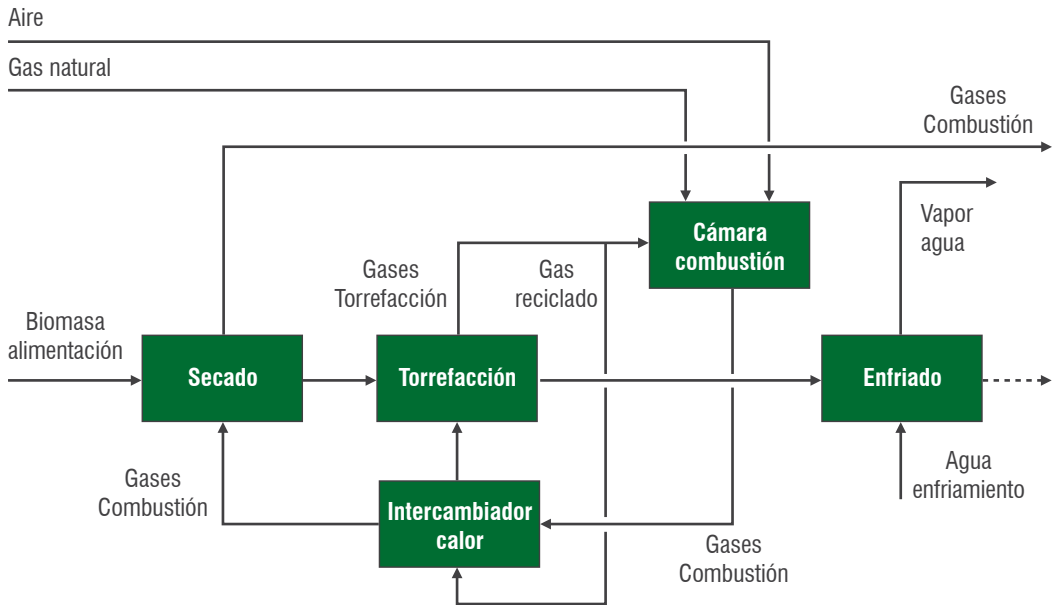 Aire
Gas natural
Gases
Combustión
Vapor
agua
Cámara
combustión
Gases
Torrefacción
Gas
reciclado
Biomasa
alimentación
Secado
Torrefacción
Enfriado
Gases
Combustión
Intercambiador
calor
Agua
enfriamiento
Gases
Combustión